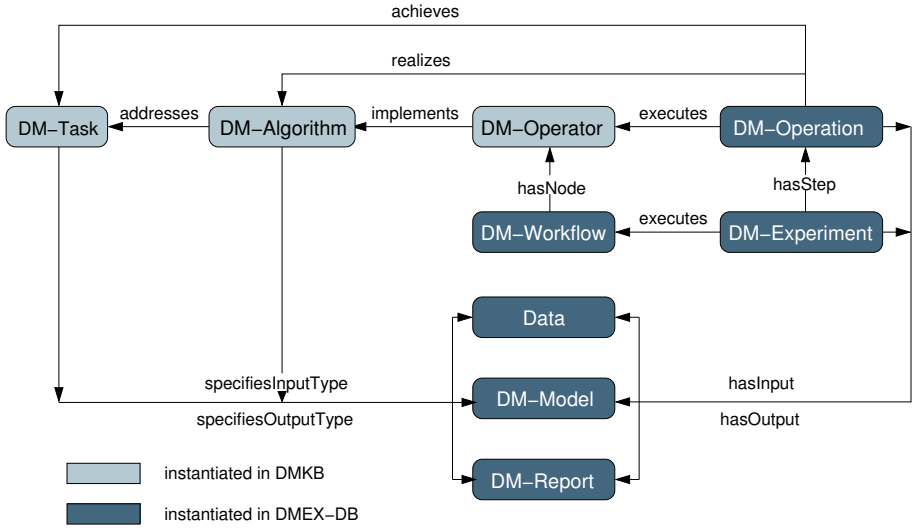 achieves
realizes
DM−Task
addresses
DM−Algorithm
implements
DM−Operator
executes
DM−Operation
hasNode
hasStep
DM−Workflow
executes
DM−Experiment
Data
specifiesInputType
DM−Model
hasInput
specifiesOutputType
hasOutput
DM−Report
instantiated in DMKB
instantiated in DMEX−DB